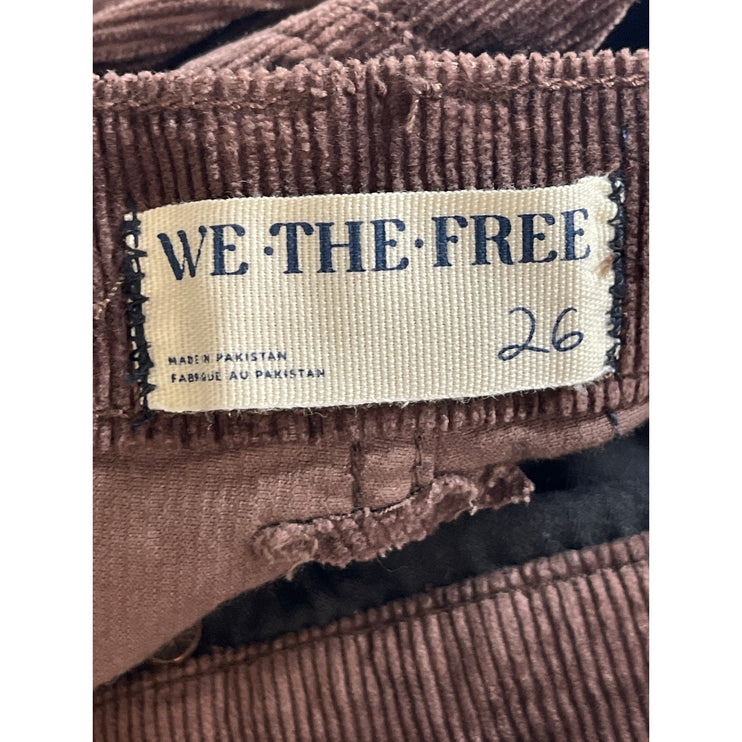 WE·THE·FREE
26
MADE IN PAKISTAN
FABRIQUE AU PAKISTAN